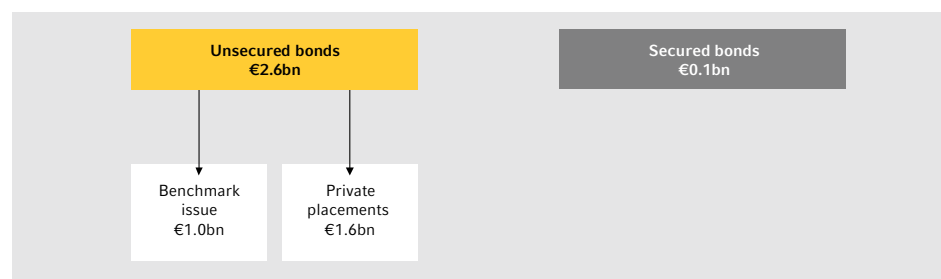 Unsecured bonds
€2.6bn
Secured bonds
€0.1bn
Benchmark
issue
€1.0bn
Private
placements
€1.6bn